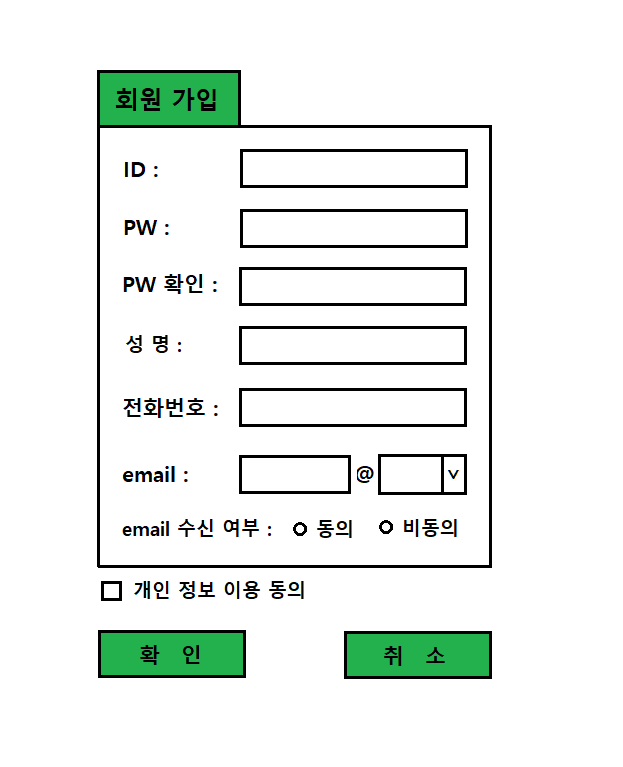 회원 가입
ID :
PW :
PW 확인 :
성 명 :
전화번호 :
email : @ v
email 수신 여부 : 동의 비동의
개인 정보 이용 동의
확 인 취 소